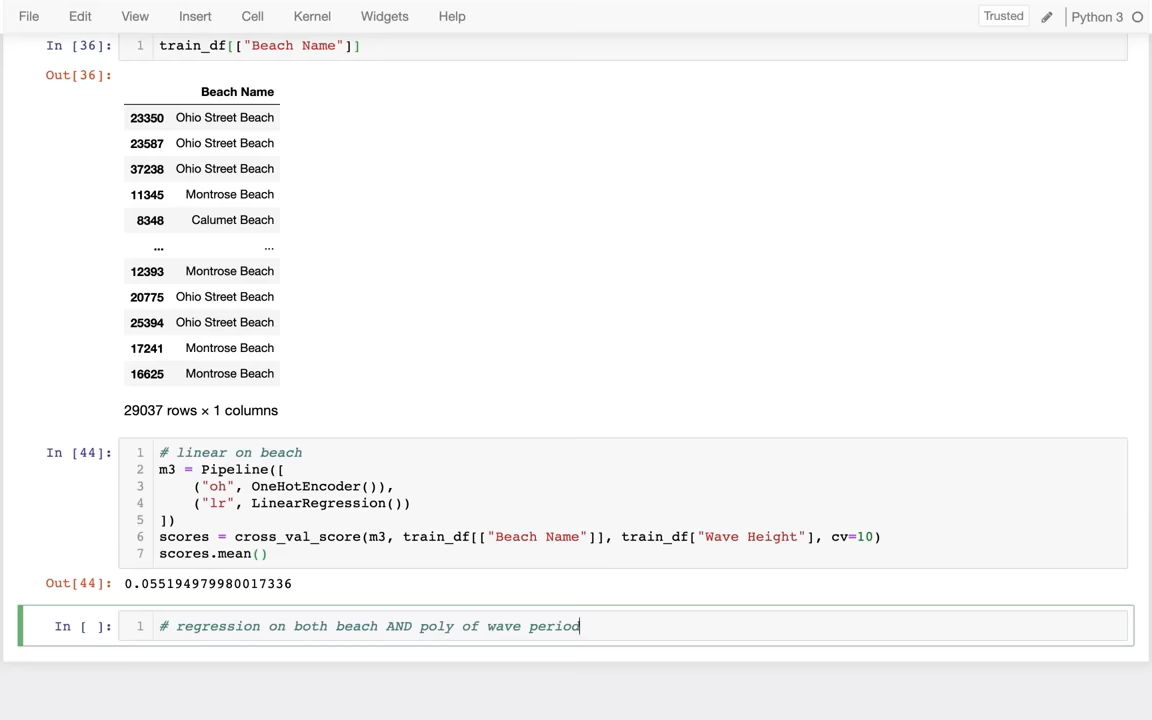 File Edit View Insert Cell Kernel Widgets Help Trusted Python 3
In [36]: 1 train_df[["Beach Name"]]
Out[36]:
Beach Name
23350 Ohio Street Beach
23587 Ohio Street Beach
37238 Ohio Street Beach
11345 Montrose Beach
8348 Calumet Beach
... ...
12393 Montrose Beach
20775 Ohio Street Beach
25394 Ohio Street Beach
17241 Montrose Beach
16625 Montrose Beach
29037 rows × 1 columns
In [44]: 1 # linear on beach
2 m3 = Pipeline([
3 ("oh", OneHotEncoder()),
4 ("lr", LinearRegression())
5 ])
6 scores = cross_val_score(m3, train_df[["Beach Name"]], train_df["Wave Height"], cv=10)
7 scores.mean()
Out[44]: 0.055194979980017336
In [ ]: 1 # regression on both beach AND poly of wave period